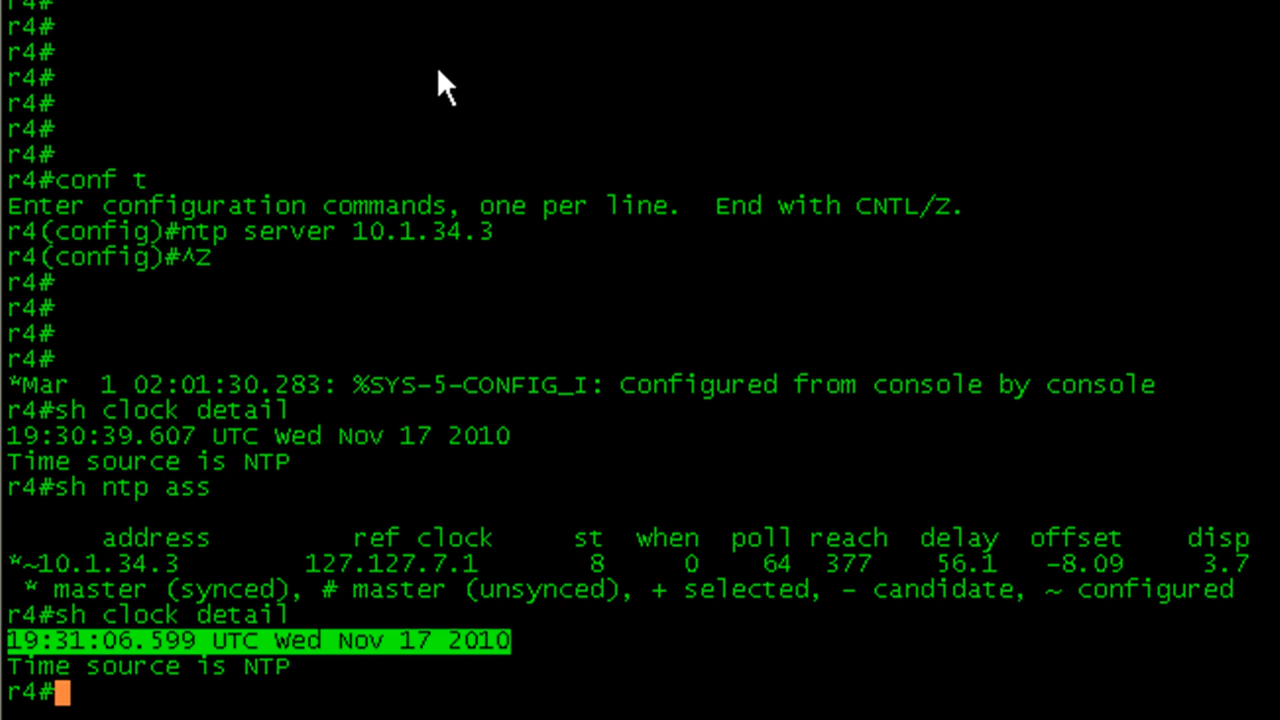 r4#
r4#
r4#
r4#
r4#
r4#
r4#
r4#conf t
Enter configuration commands, one per line.  End with CNTL/Z.
r4(config)#ntp server 10.1.34.3
r4(config)#^Z
r4#
r4#
r4#
r4#
*Mar  1 02:01:30.283: %SYS-5-CONFIG_I: Configured from console by console
r4#sh clock detail
19:30:39.607 UTC Wed Nov 17 2010
Time source is NTP
r4#sh ntp ass
      address         ref clock     st  when  poll reach  delay  offset    disp
*~10.1.34.3        127.127.7.1       8     0    64  377    56.1   -8.09     3.7
 * master (synced), # master (unsynced), + selected, - candidate, ~ configured
r4#sh clock detail
19:31:06.599 UTC Wed Nov 17 2010
Time source is NTP
r4#